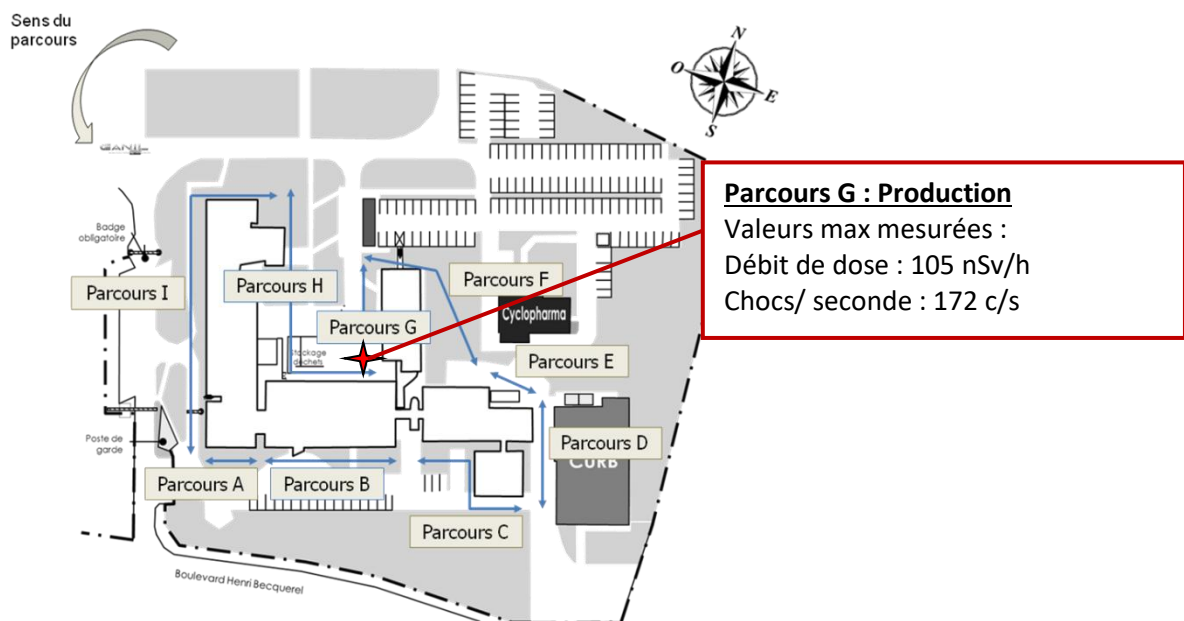 Sens du
parcours
N
O
E
S
GANIL
Parcours G : Production
Valeurs max mesurées :
Débit de dose : 105 nSv/h
Chocs/ seconde : 172 c/s
Badge
obligatoire
Parcours I
Parcours H
Parcours F
Cyclopharma
Parcours G
Stockage
déchets
Parcours E
Poste de
garde
Parcours D
CURB
Parcours A
Parcours B
Parcours C
Boulevard Henri Becquerel